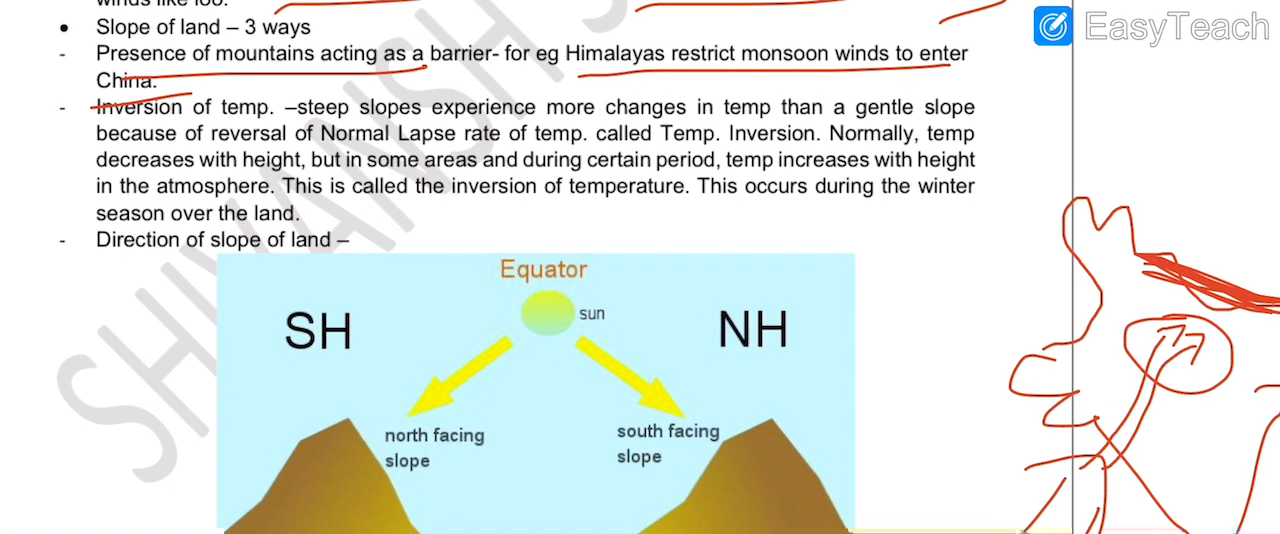 • Slope of land – 3 ways
- Presence of mountains acting as a barrier- for eg Himalayas restrict monsoon winds to enter
China.
- Inversion of temp. –steep slopes experience more changes in temp than a gentle slope
because of reversal of Normal Lapse rate of temp. called Temp. Inversion. Normally, temp
decreases with height, but in some areas and during certain period, temp increases with height
in the atmosphere. This is called the inversion of temperature. This occurs during the winter
season over the land.
- Direction of slope of land –
Equator
sun
SH
NH
north facing
slope
south facing
slope
EasyTeach